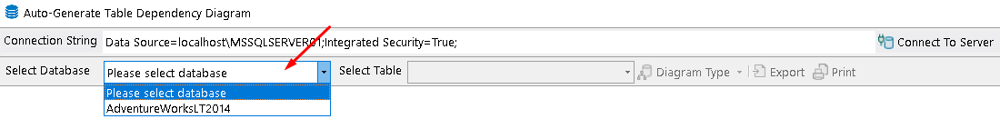 Auto-Generate Table Dependency Diagram
Connection String Data Source=localhost\MSSQLSERVER01;Integrated Security=True; Connect To Server
Select Database Please select database Select Table Diagram Type Export Print
Please select database
AdventureWorksLT2014